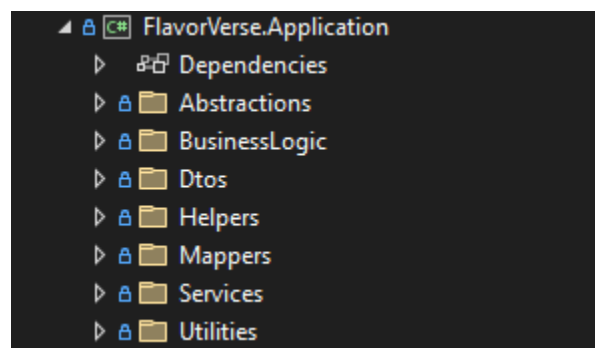 C# FlavorVerse.Application
Dependencies
Abstractions
BusinessLogic
Dtos
Helpers
Mappers
Services
Utilities